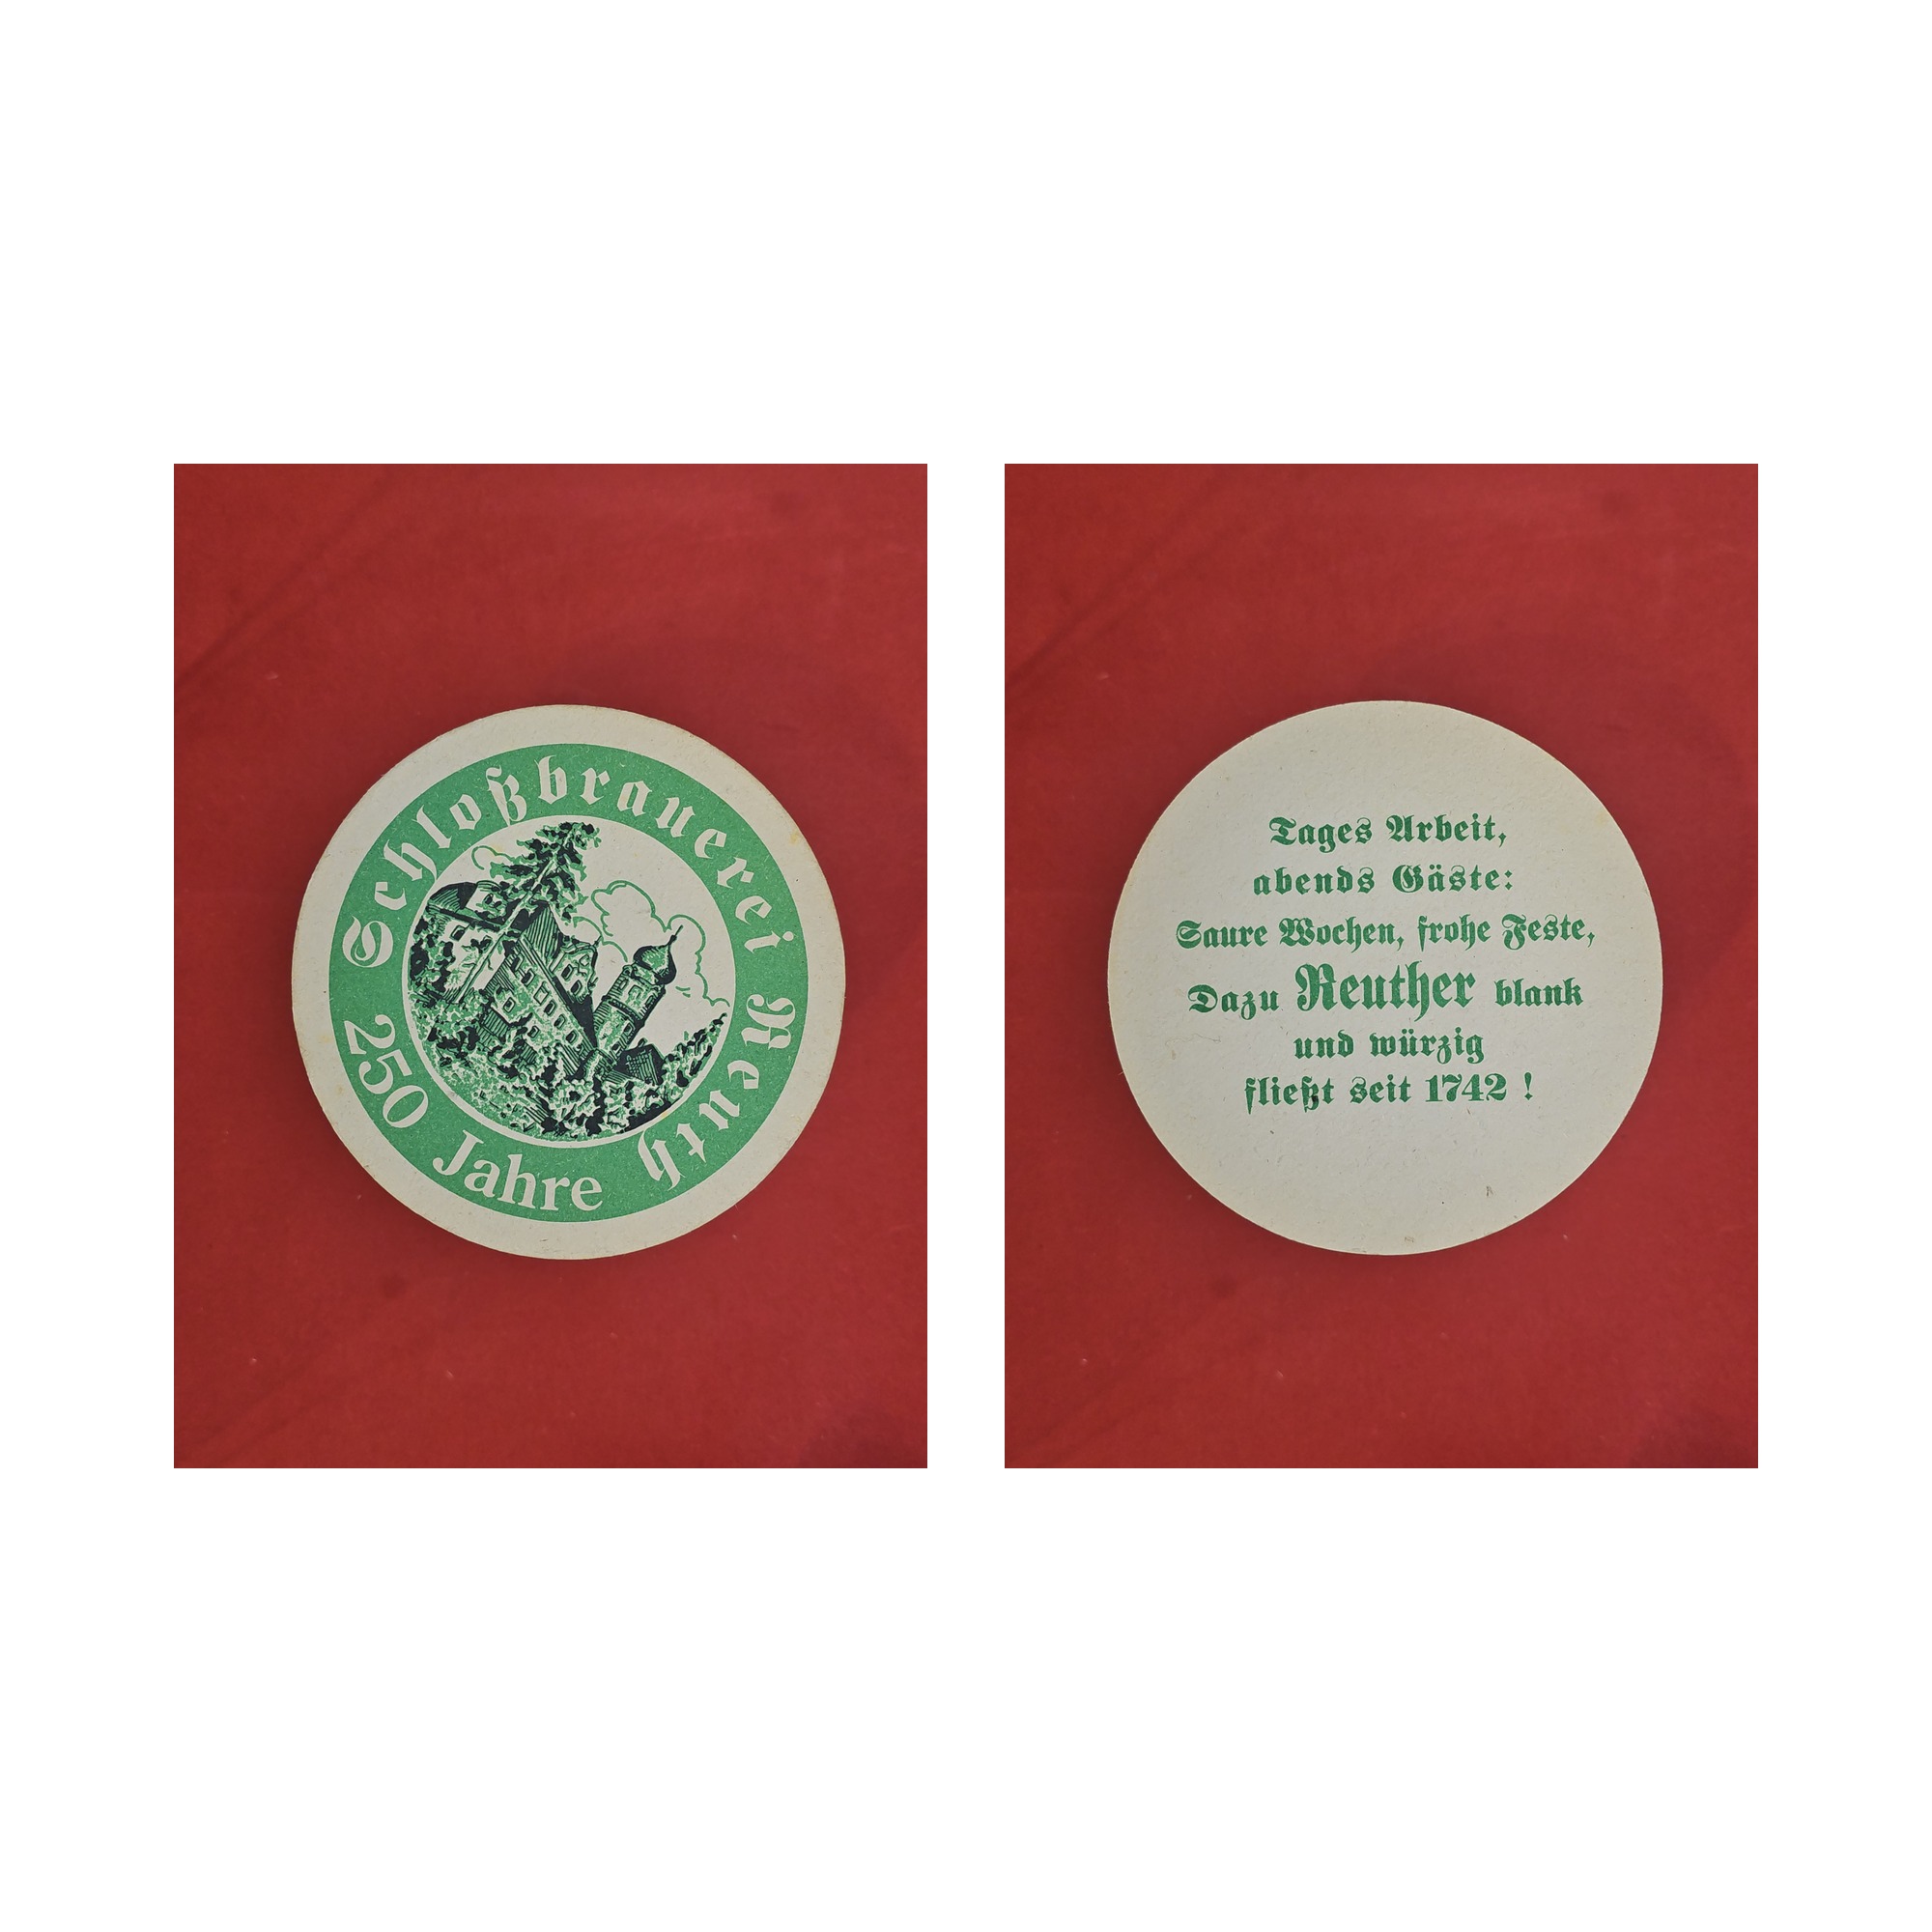 Schloßbrauerei Reuth
250 Jahre
Tages Arbeit,
abends Gäste:
Saure Wochen, frohe Feste,
Dazu Reuther blank
und würzig
fließt seit 1742 !